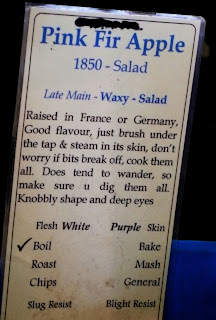 Pink Fir Apple
1850 - Salad
Late Main - Waxy - Salad
Raised in France or Germany,
Good flavour, just brush under
the tap & steam in its skin, don't
worry if bits break off, cook them
all. Does tend to wander, so
make sure u dig them all.
Knobbly shape and deep eyes
Flesh White Purple Skin
✓Boil Bake
Roast Mash
Chips General
Slug Resist Blight Resist